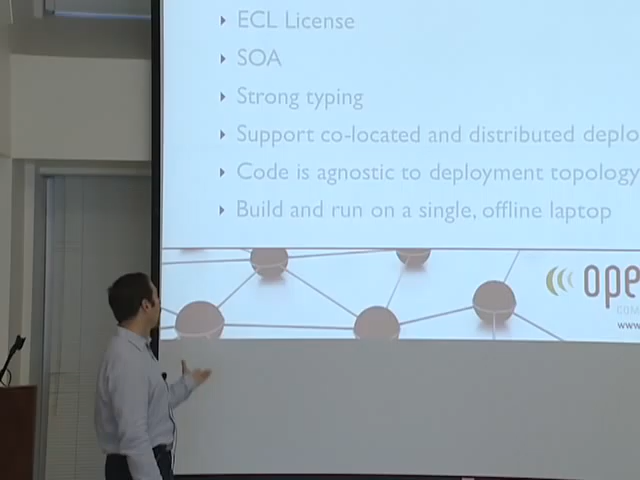 ECL License
SOA
Strong typing
Support co-located and distributed deplo
Code is agnostic to deployment topology
Build and run on a single, offline laptop
ope
COM
www.